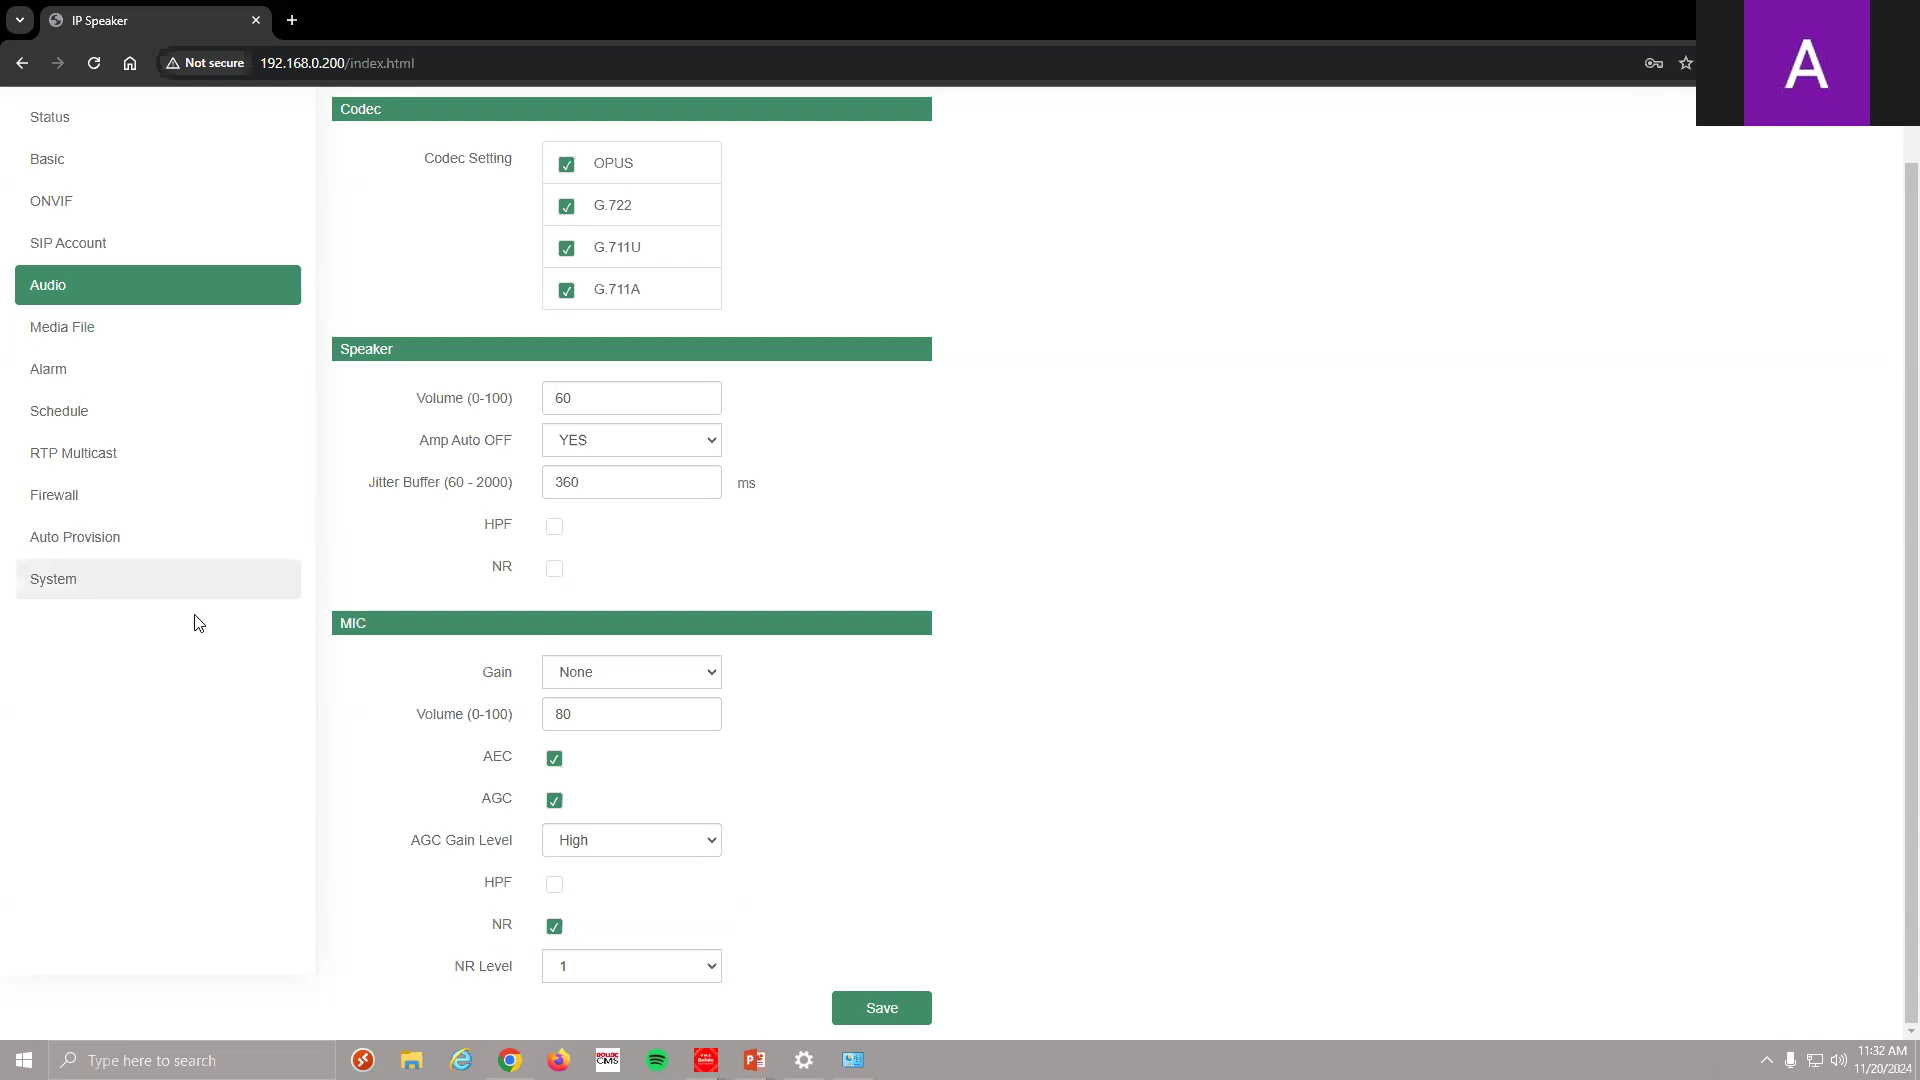 IP Speaker
Not secure 192.168.0.200/index.html
A
Status
Basic
ONVIF
SIP Account
Audio
Media File
Alarm
Schedule
RTP Multicast
Firewall
Auto Provision
System
Codec
Codec Setting
OPUS
G.722
G.711U
G.711A
Speaker
Volume (0-100) 60
Amp Auto OFF YES
Jitter Buffer (60 - 2000) 360 ms
HPF
NR
MIC
Gain None
Volume (0-100) 80
AEC
AGC
AGC Gain Level High
HPF
NR
NR Level 1
Save
Type here to search
CMS
11:32 AM
11/20/2024